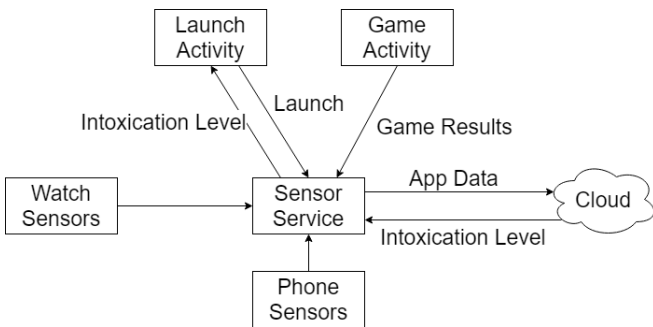 Launch
Activity
Game
Activity
Launch
Intoxication Level
Game Results
Watch
Sensors
Sensor
Service
App Data
Cloud
Intoxication Level
Phone
Sensors